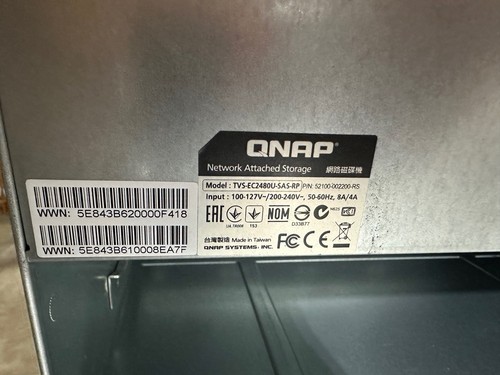 QNAP
Network Attached Storage 網路磁碟機
Model : TVS-EC2480U-SAS-RP P/N: 52100-002200-RS
Input : 100-127V~/200-240V~, 50-60Hz, 8A/4A
WWN: 5E843B620000F418
WWN: 5E843B610008EA7F
EAC NOM
D33B77
台灣製造 Made in Taiwan
QNAP SYSTEMS, INC.
FC CE